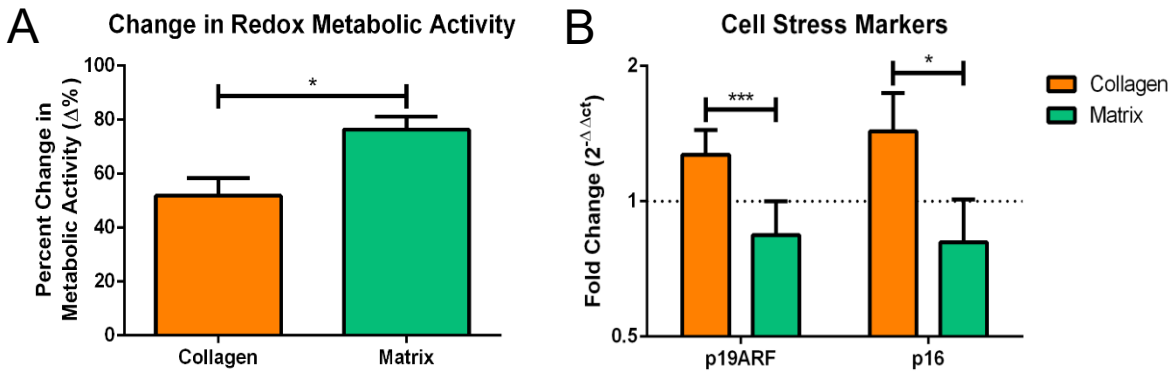 A
Change in Redox Metabolic Activity
Percent Change in
Metabolic Activity (Δ%)
100
80
60
40
20
0
*
Collagen
Matrix
B
Cell Stress Markers
Fold Change (2^-Δ Δct)
2
1
0.5
***
*
p19ARF
p16
Collagen
Matrix